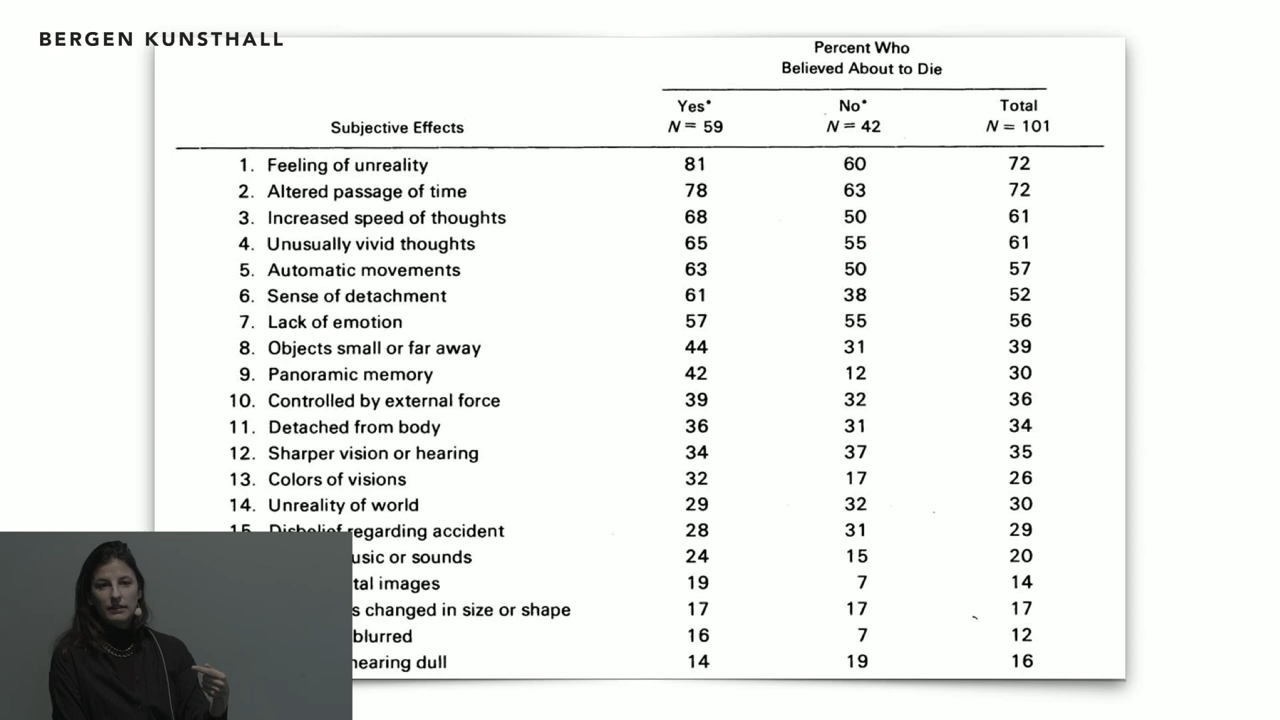 BERGEN KUNSTHALL
Percent Who
Believed About to Die
Yes* No* Total
Subjective Effects N = 59 N = 42 N = 101
1. Feeling of unreality 81 60 72
2. Altered passage of time 78 63 72
3. Increased speed of thoughts 68 50 61
4. Unusually vivid thoughts 65 55 61
5. Automatic movements 63 50 57
6. Sense of detachment 61 38 52
7. Lack of emotion 57 55 56
8. Objects small or far away 44 31 39
9. Panoramic memory 42 12 30
10. Controlled by external force 39 32 36
11. Detached from body 36 31 34
12. Sharper vision or hearing 34 37 35
13. Colors of visions 32 17 26
14. Unreality of world 29 32 30
15. Disbelief regarding accident 28 31 29
or sounds 24 15 20
images 19 7 14
changed in size or shape 17 17 17
blurred 16 7 12
hearing dull 14 19 16